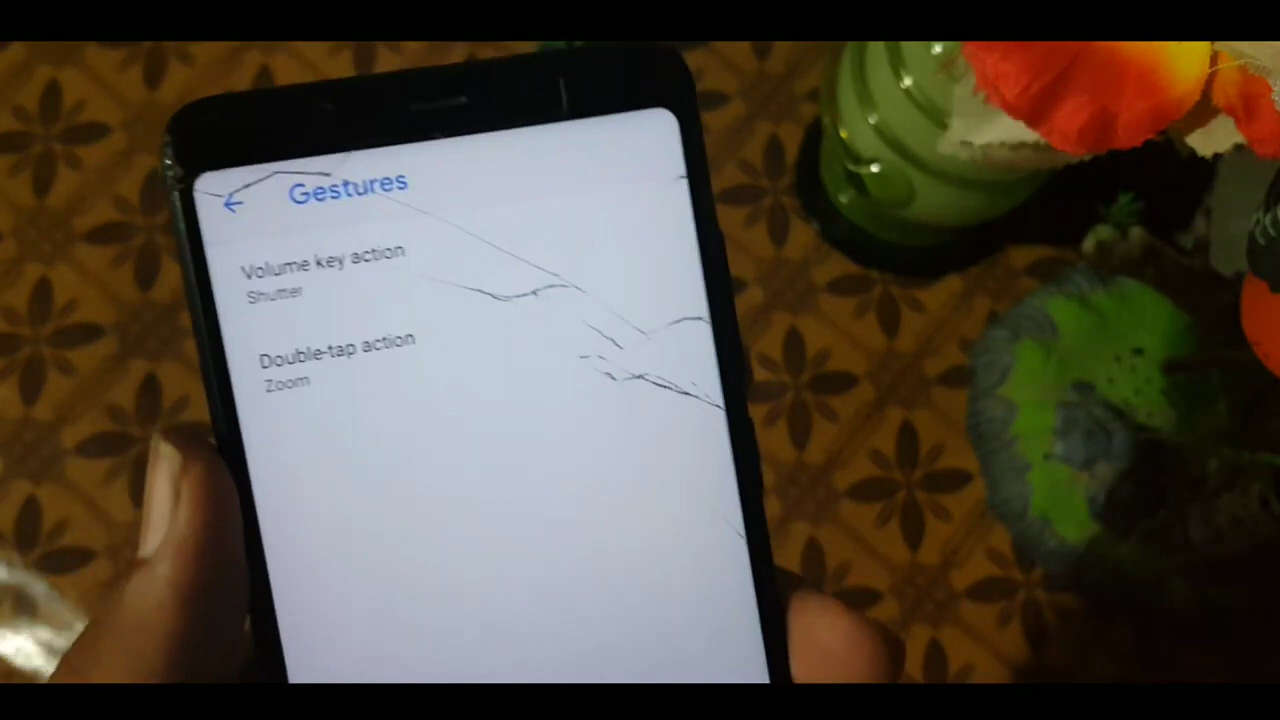 Gestures
Volume key action
Shutter
Double-tap action
Zoom